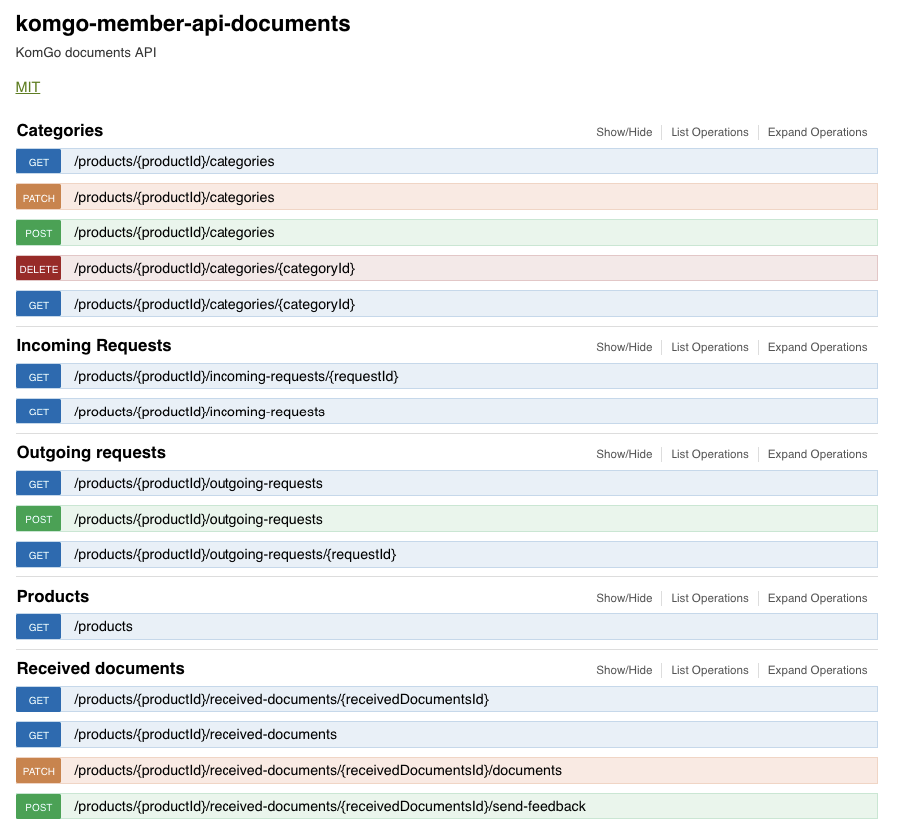 komgo-member-api-documents
KomGo documents API
MIT
Categories Show/Hide List Operations Expand Operations
GET /products/{productId}/categories
PATCH /products/{productId}/categories
POST /products/{productId}/categories
DELETE /products/{productId}/categories/{categoryId}
GET /products/{productId}/categories/{categoryId}
Incoming Requests Show/Hide List Operations Expand Operations
GET /products/{productId}/incoming-requests/{requestId}
GET /products/{productId}/incoming-requests
Outgoing requests Show/Hide List Operations Expand Operations
GET /products/{productId}/outgoing-requests
POST /products/{productId}/outgoing-requests
GET /products/{productId}/outgoing-requests/{requestId}
Products Show/Hide List Operations Expand Operations
GET /products
Received documents Show/Hide List Operations Expand Operations
GET /products/{productId}/received-documents/{receivedDocumentsId}
GET /products/{productId}/received-documents
PATCH /products/{productId}/received-documents/{receivedDocumentsId}/documents
POST /products/{productId}/received-documents/{receivedDocumentsId}/send-feedback